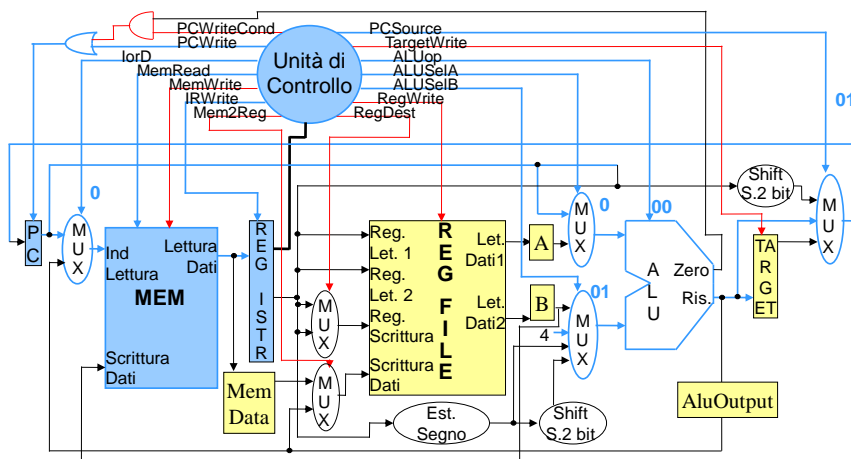 PCWriteCond
PCWrite
IorD
MemRead
MemWrite
IRWrite
Mem2Reg
Unità di
Controllo
PCSource
TargetWrite
ALUop
ALUSelA
ALUSelB
RegWrite
RegDest
01
0
0
00
01
4
P
C
M
U
X
Ind
Lettura
Lettura
Dati
MEM
Scrittura
Dati
R
E
G
I
S
T
R
Mem
Data
M
U
X
M
U
X
Reg.
Let. 1
Reg.
Let. 2
Reg.
Scrittura
Scrittura
Dati
R
E
G
F
I
L
E
Let.
Dati1
Let.
Dati2
A
B
M
U
X
M
U
X
A
L
U
Zero
Ris.
Shift
S.2 bit
TA
RG
ET
M
U
X
AluOutput
Est.
Segno
Shift
S.2 bit